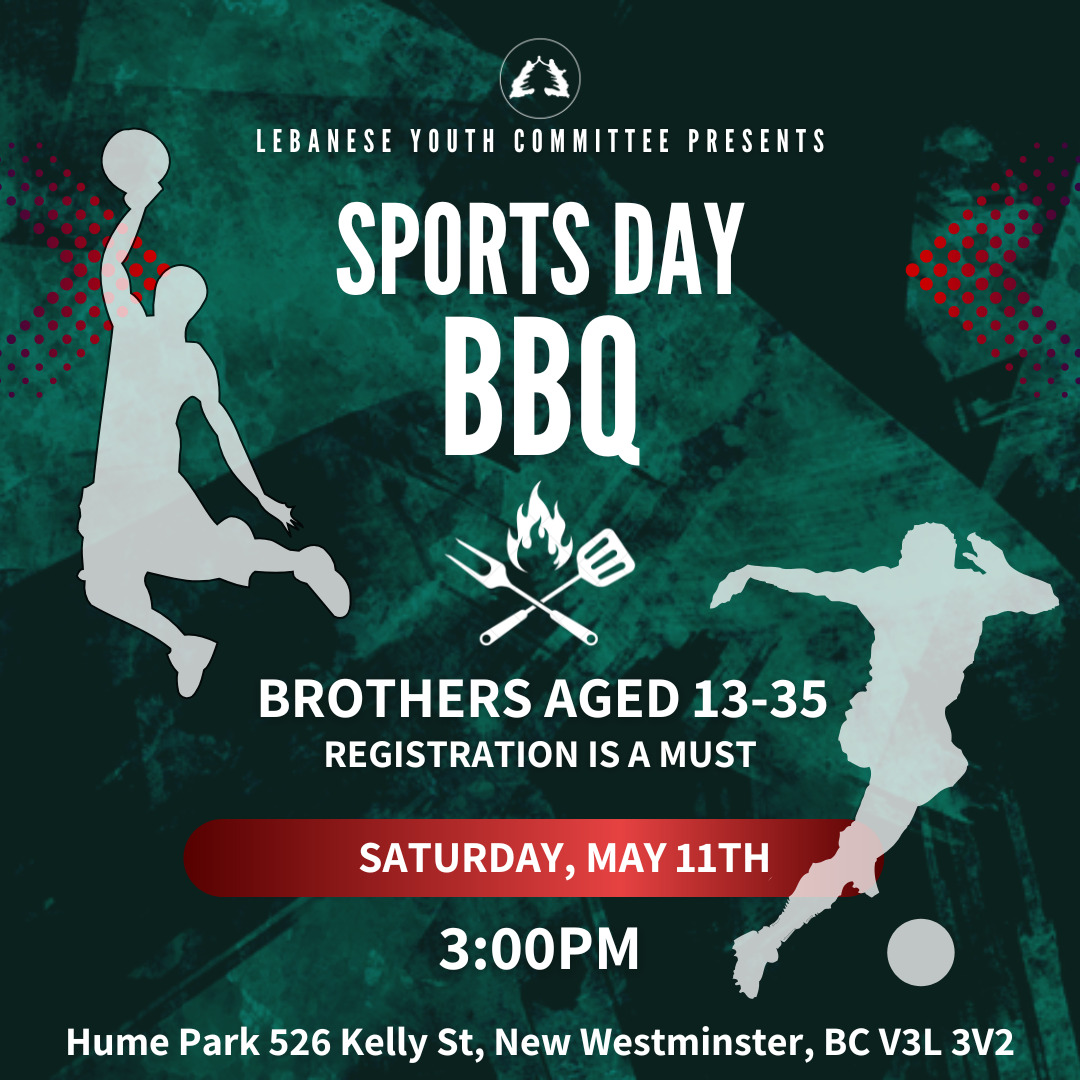 LEBANESE YOUTH COMMITTEE PRESENTS
SPORTS DAY
BBQ
BROTHERS AGED 13-35
REGISTRATION IS A MUST
SATURDAY, MAY 11TH
3:00PM
Hume Park 526 Kelly St, New Westminster, BC V3L 3V2